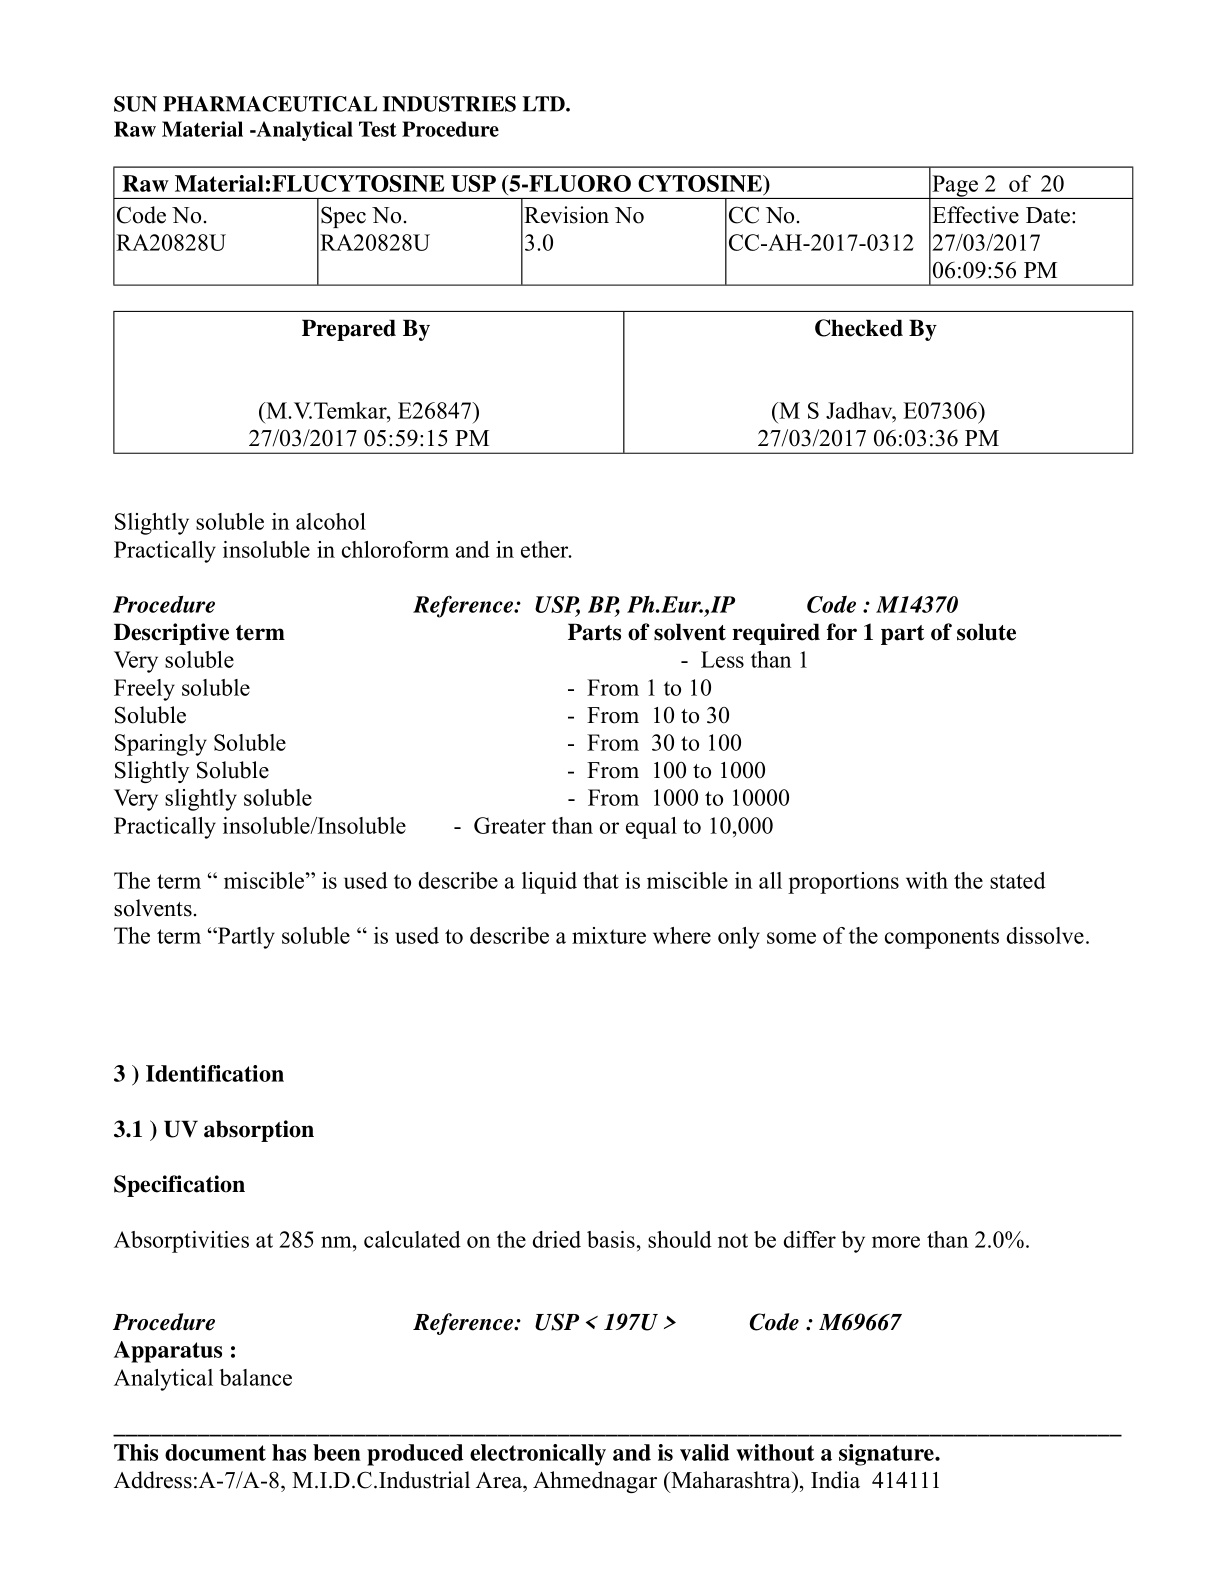 SUN PHARMACEUTICAL INDUSTRIES LTD.
Raw Material -Analytical Test Procedure
Raw Material:FLUCYTOSINE USP (5-FLUORO CYTOSINE) Page 2 of 20
Code No. Spec No. Revision No CC No. Effective Date:
RA20828U RA20828U 3.0 CC-AH-2017-0312 27/03/2017
06:09:56 PM
Prepared By Checked By
(M.V.Temkar, E26847) (M S Jadhav, E07306)
27/03/2017 05:59:15 PM 27/03/2017 06:03:36 PM
Slightly soluble in alcohol
Practically insoluble in chloroform and in ether.
Procedure Reference: USP, BP, Ph.Eur.,IP Code : M14370
Descriptive term Parts of solvent required for 1 part of solute
Very soluble - Less than 1
Freely soluble - From 1 to 10
Soluble - From 10 to 30
Sparingly Soluble - From 30 to 100
Slightly Soluble - From 100 to 1000
Very slightly soluble - From 1000 to 10000
Practically insoluble/Insoluble - Greater than or equal to 10,000
The term “ miscible” is used to describe a liquid that is miscible in all proportions with the stated
solvents.
The term “Partly soluble “ is used to describe a mixture where only some of the components dissolve.
3 ) Identification
3.1 ) UV absorption
Specification
Absorptivities at 285 nm, calculated on the dried basis, should not be differ by more than 2.0%.
Procedure Reference: USP < 197U > Code : M69667
Apparatus :
Analytical balance
This document has been produced electronically and is valid without a signature.
Address:A-7/A-8, M.I.D.C.Industrial Area, Ahmednagar (Maharashtra), India 414111